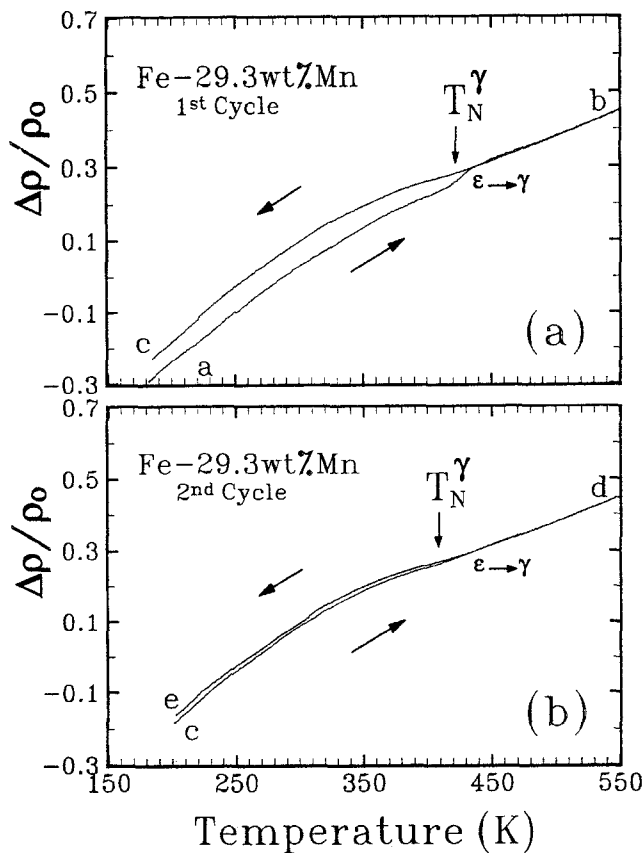 0.7
0.5
0.3
0.1
-0.1
-0.3
Δρ/ρ₀
Fe-29.3wt%Mn
1st Cycle
T_N^γ
b
ε→γ
c
a
(a)
0.7
0.5
0.3
0.1
-0.1
-0.3
Δρ/ρ₀
Fe-29.3wt%Mn
2nd Cycle
T_N^γ
d
ε→γ
e
c
(b)
150 250 350 450 550
Temperature (K)